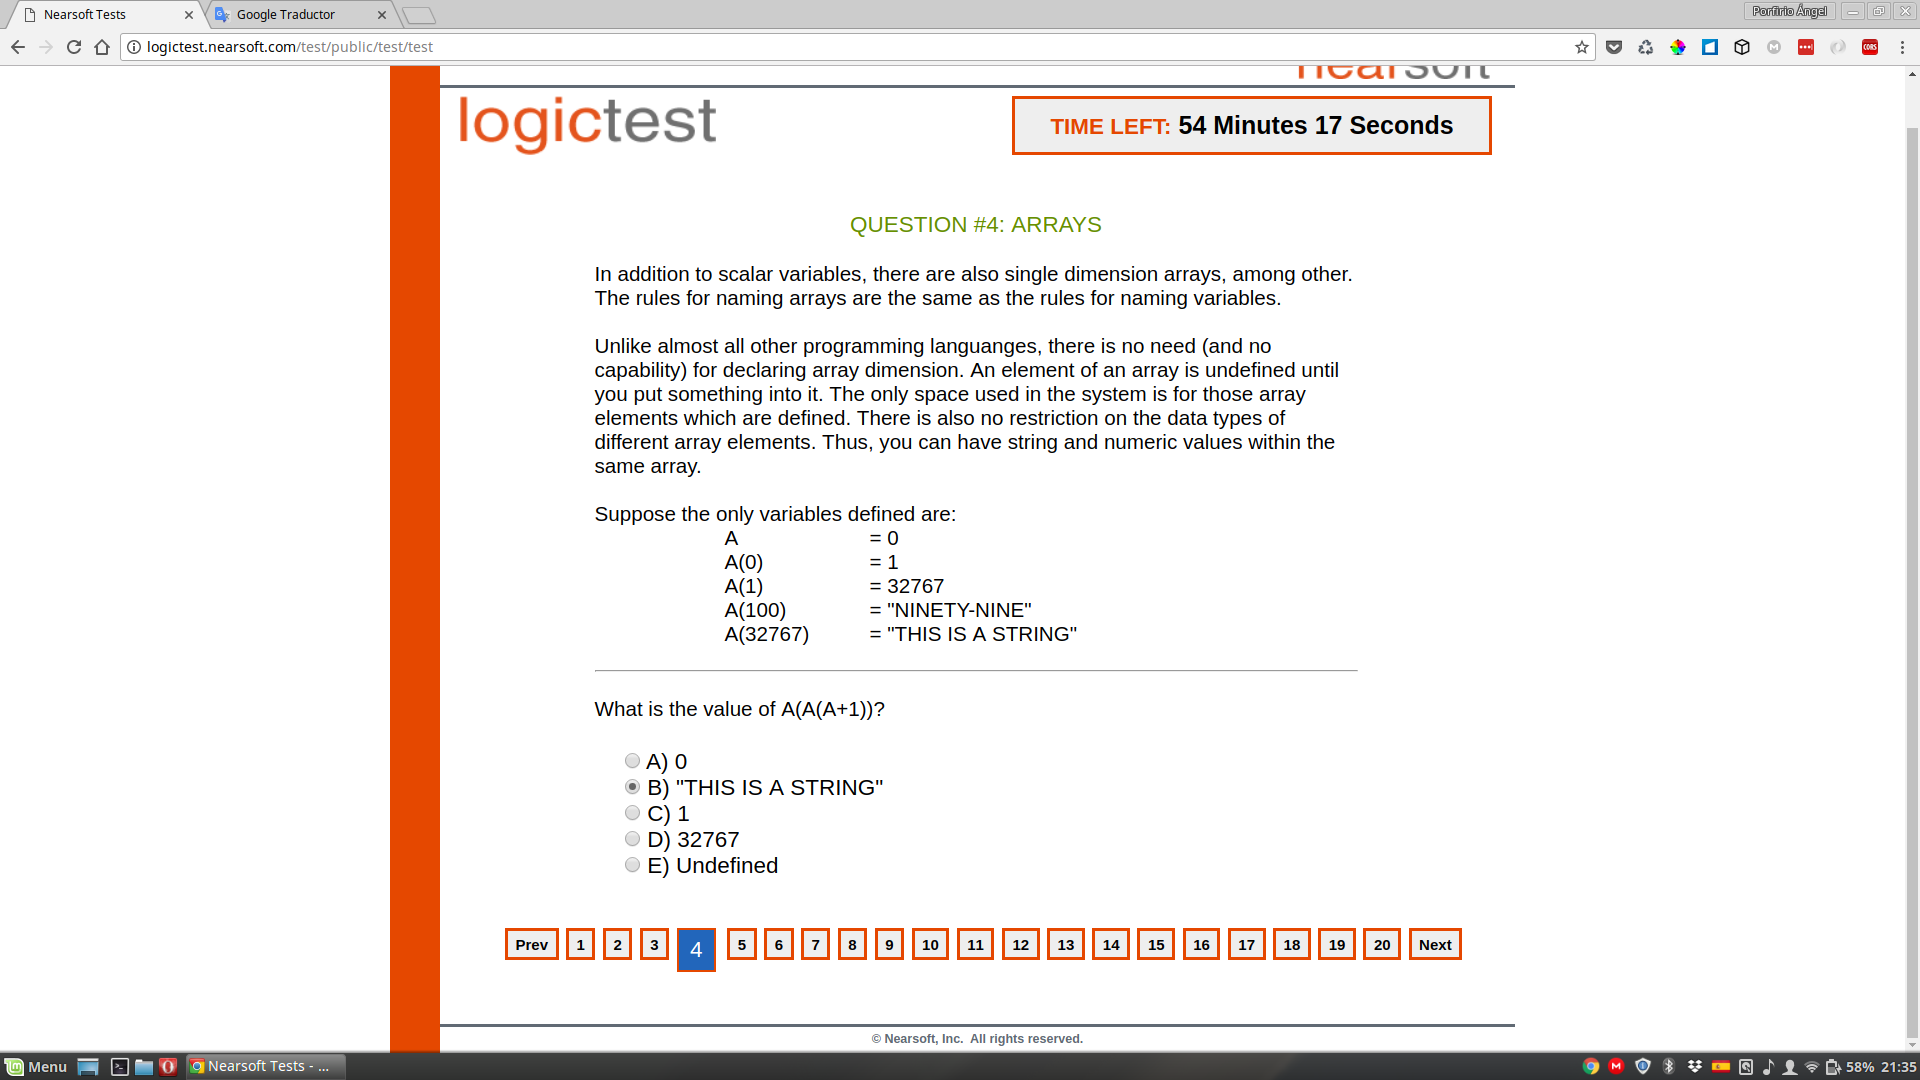 Nearsoft Tests
Google Traductor
Porfirio Ángel
logictest.nearsoft.com/test/public/test/test
CORS
nearsoft
logictest
TIME LEFT: 54 Minutes 17 Seconds
QUESTION #4: ARRAYS
In addition to scalar variables, there are also single dimension arrays, among other.
The rules for naming arrays are the same as the rules for naming variables.
Unlike almost all other programming languanges, there is no need (and no
capability) for declaring array dimension. An element of an array is undefined until
you put something into it. The only space used in the system is for those array
elements which are defined. There is also no restriction on the data types of
different array elements. Thus, you can have string and numeric values within the
same array.
Suppose the only variables defined are:
A = 0
A(0) = 1
A(1) = 32767
A(100) = "NINETY-NINE"
A(32767) = "THIS IS A STRING"
What is the value of A(A(A+1))?
A) 0
B) "THIS IS A STRING"
C) 1
D) 32767
E) Undefined
Prev 1 2 3 4 5 6 7 8 9 10 11 12 13 14 15 16 17 18 19 20 Next
© Nearsoft, Inc. All rights reserved.
Menu
Nearsoft Tests - ...
58% 21:35